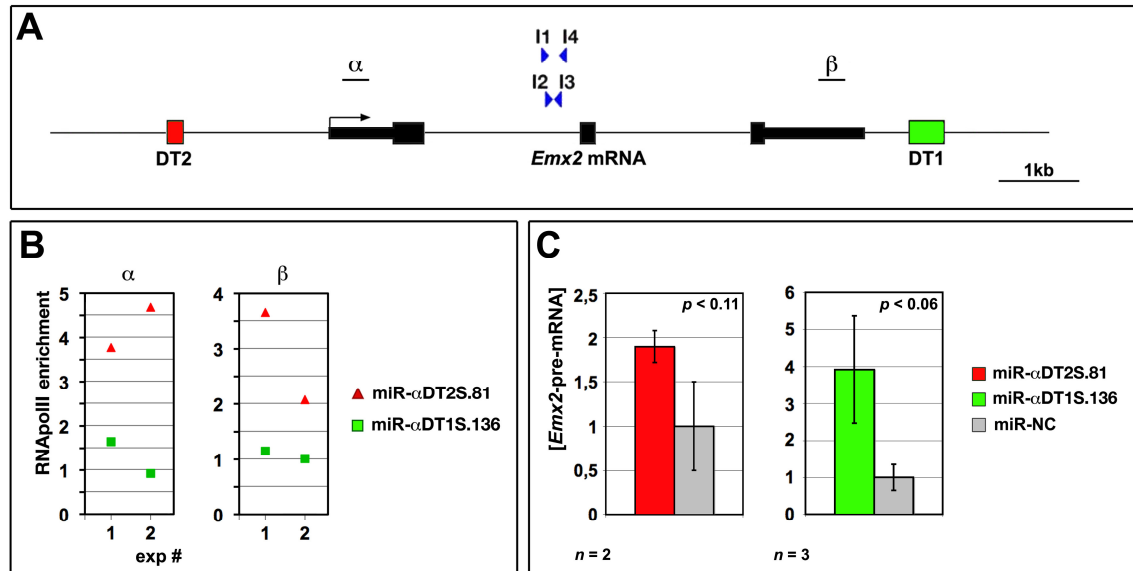 A
I1 I4
α
I2 I3
β
DT2
Emx2 mRNA
DT1
1kb
B
α
β
RNApolII enrichment
5
4
3
2
1
0
4
3
2
1
0
1 2
1 2
exp #
miR-αDT2S.81
miR-αDT1S.136
C
[Emx2-pre-mRNA]
2,5
2
1,5
1
0,5
0
p < 0.11
n = 2
6
5
4
3
2
1
0
p < 0.06
n = 3
miR-αDT2S.81
miR-αDT1S.136
miR-NC